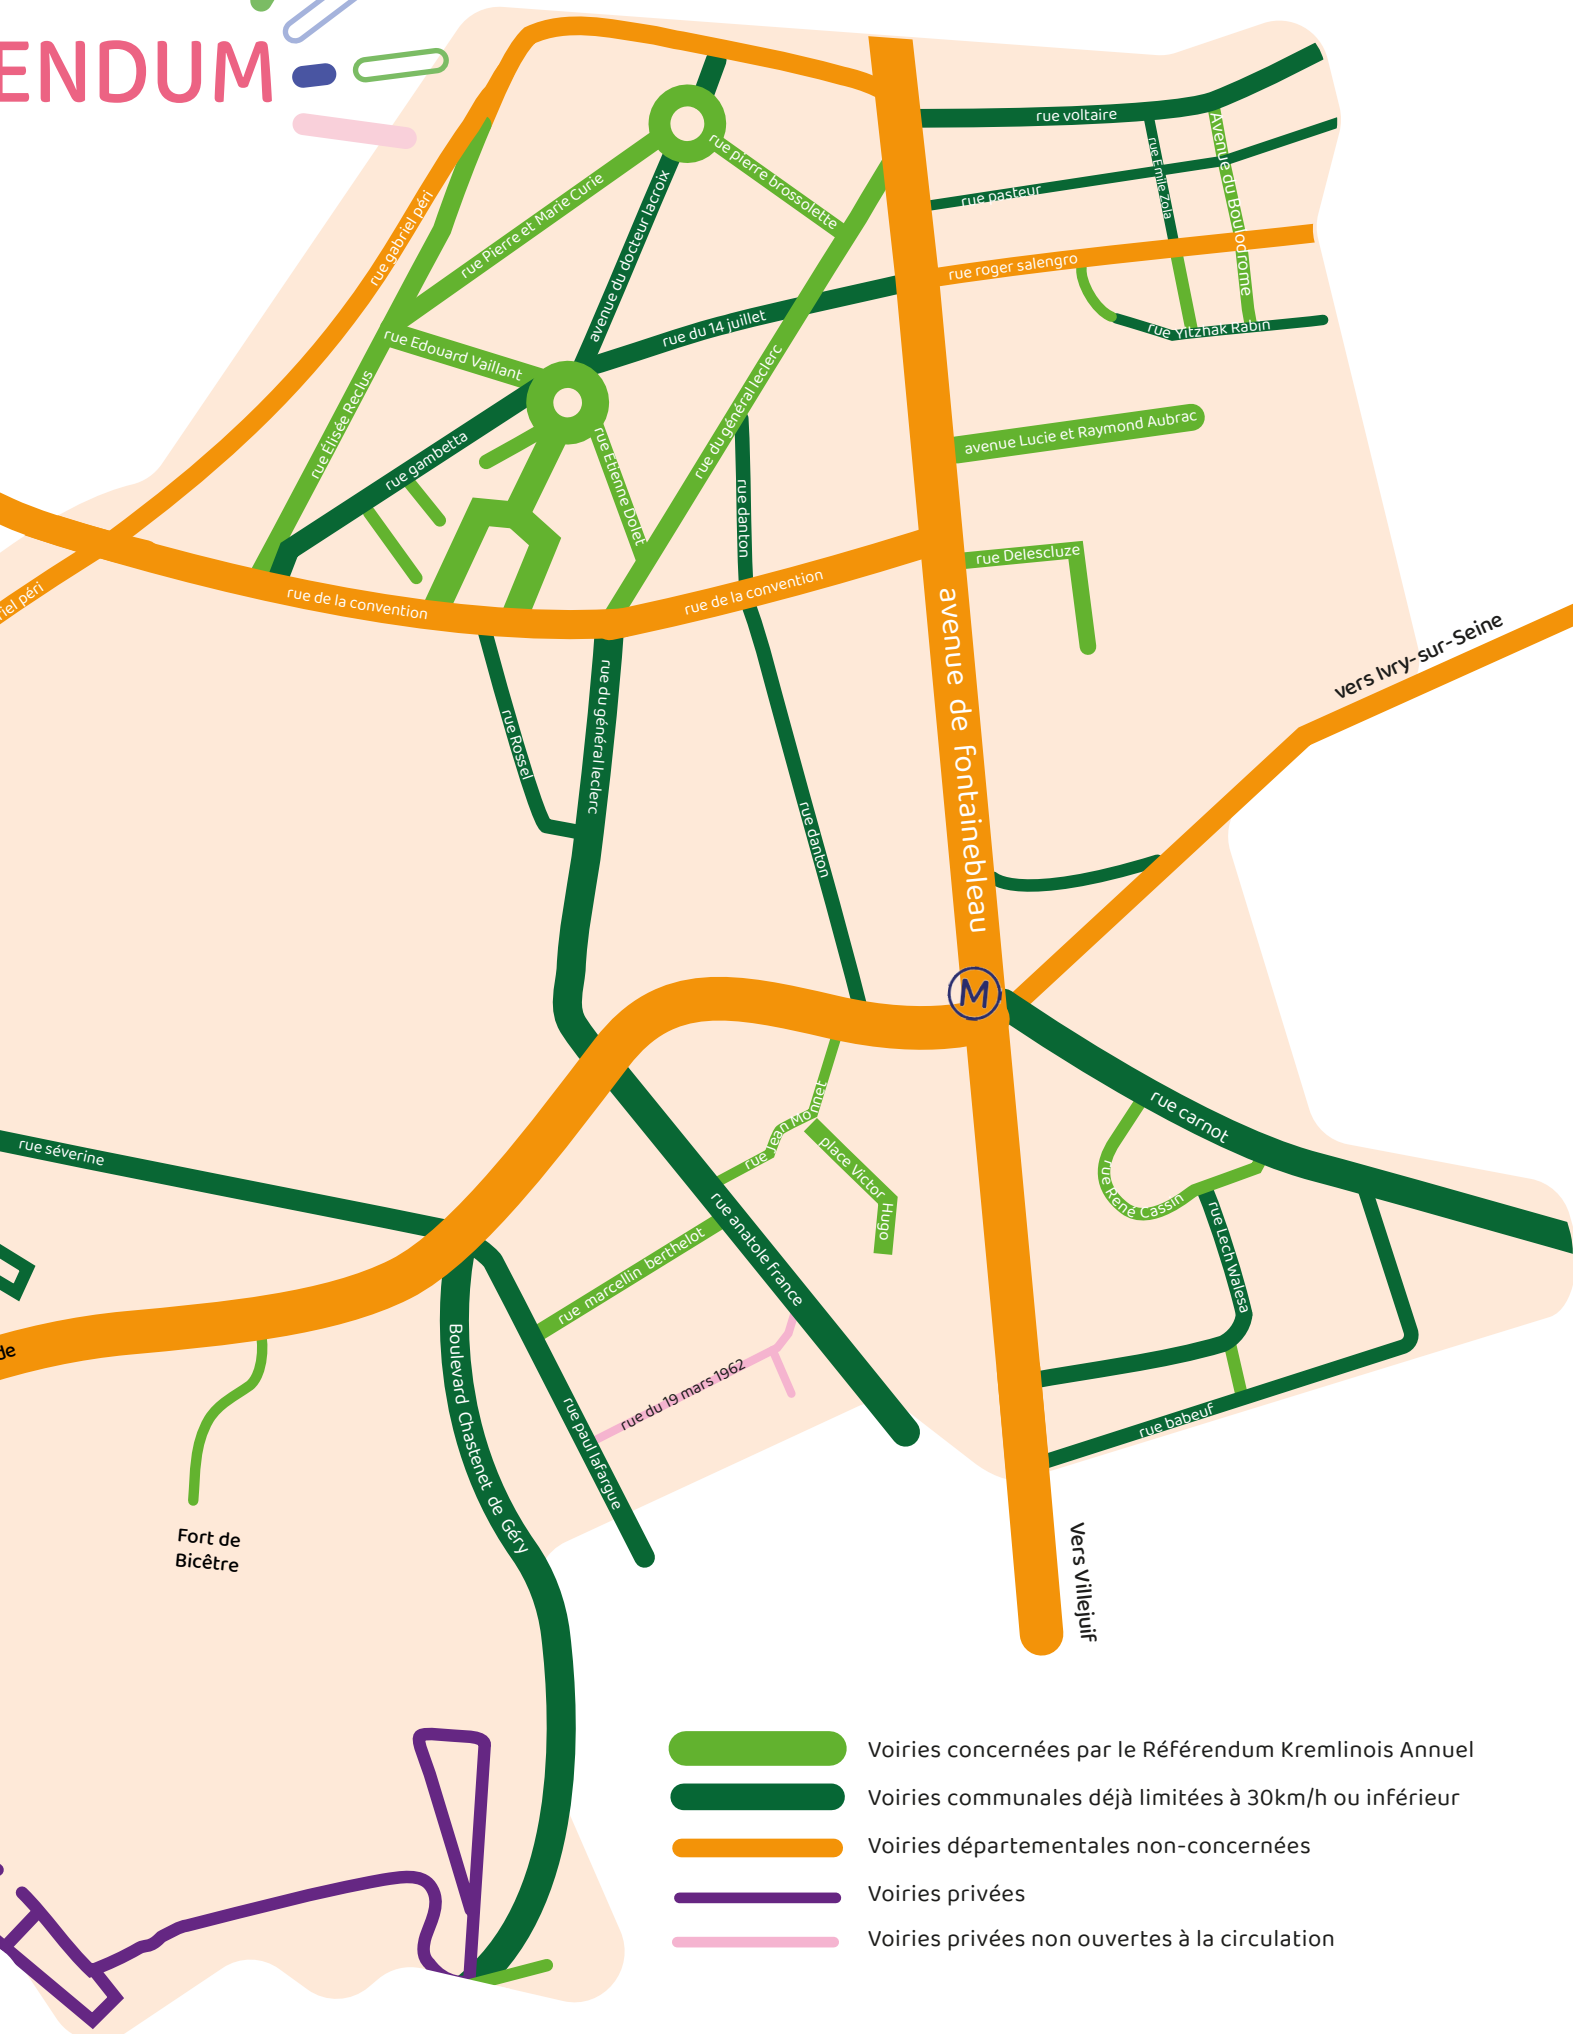 ENDUM
rue voltaire
rue pasteur
rue Emile Zola
Avenue du Boulodrome
rue roger salengro
rue Yitzhak Rabin
rue gabriel péri
rue Pierre et Marie Curie
rue pierre brossolette
avenue du docteur lacroix
rue du 14 juillet
rue Edouard Vaillant
rue Élisée Reclus
rue gambetta
rue Etienne Dolet
rue du général leclerc
rue danton
avenue Lucie et Raymond Aubrac
rue Delescluze
riel péri
rue de la convention
rue de la convention
avenue de fontainebleau
vers Ivry-sur-Seine
rue Rossel
rue du général leclerc
rue danton
M
rue carnot
rue séverine
rue Jean Monnet
place Victor Hugo
rue René Cassin
rue Lech Walesa
rue anatole france
rue marcellin berthelot
de
Boulevard Chastenet de Géry
rue du 19 mars 1962
rue paul lafargue
rue babeuf
Fort de
Bicêtre
Vers Villejuif
Voiries concernées par le Référendum Kremlinois Annuel
Voiries communales déjà limitées à 30km/h ou inférieur
Voiries départementales non-concernées
Voiries privées
Voiries privées non ouvertes à la circulation